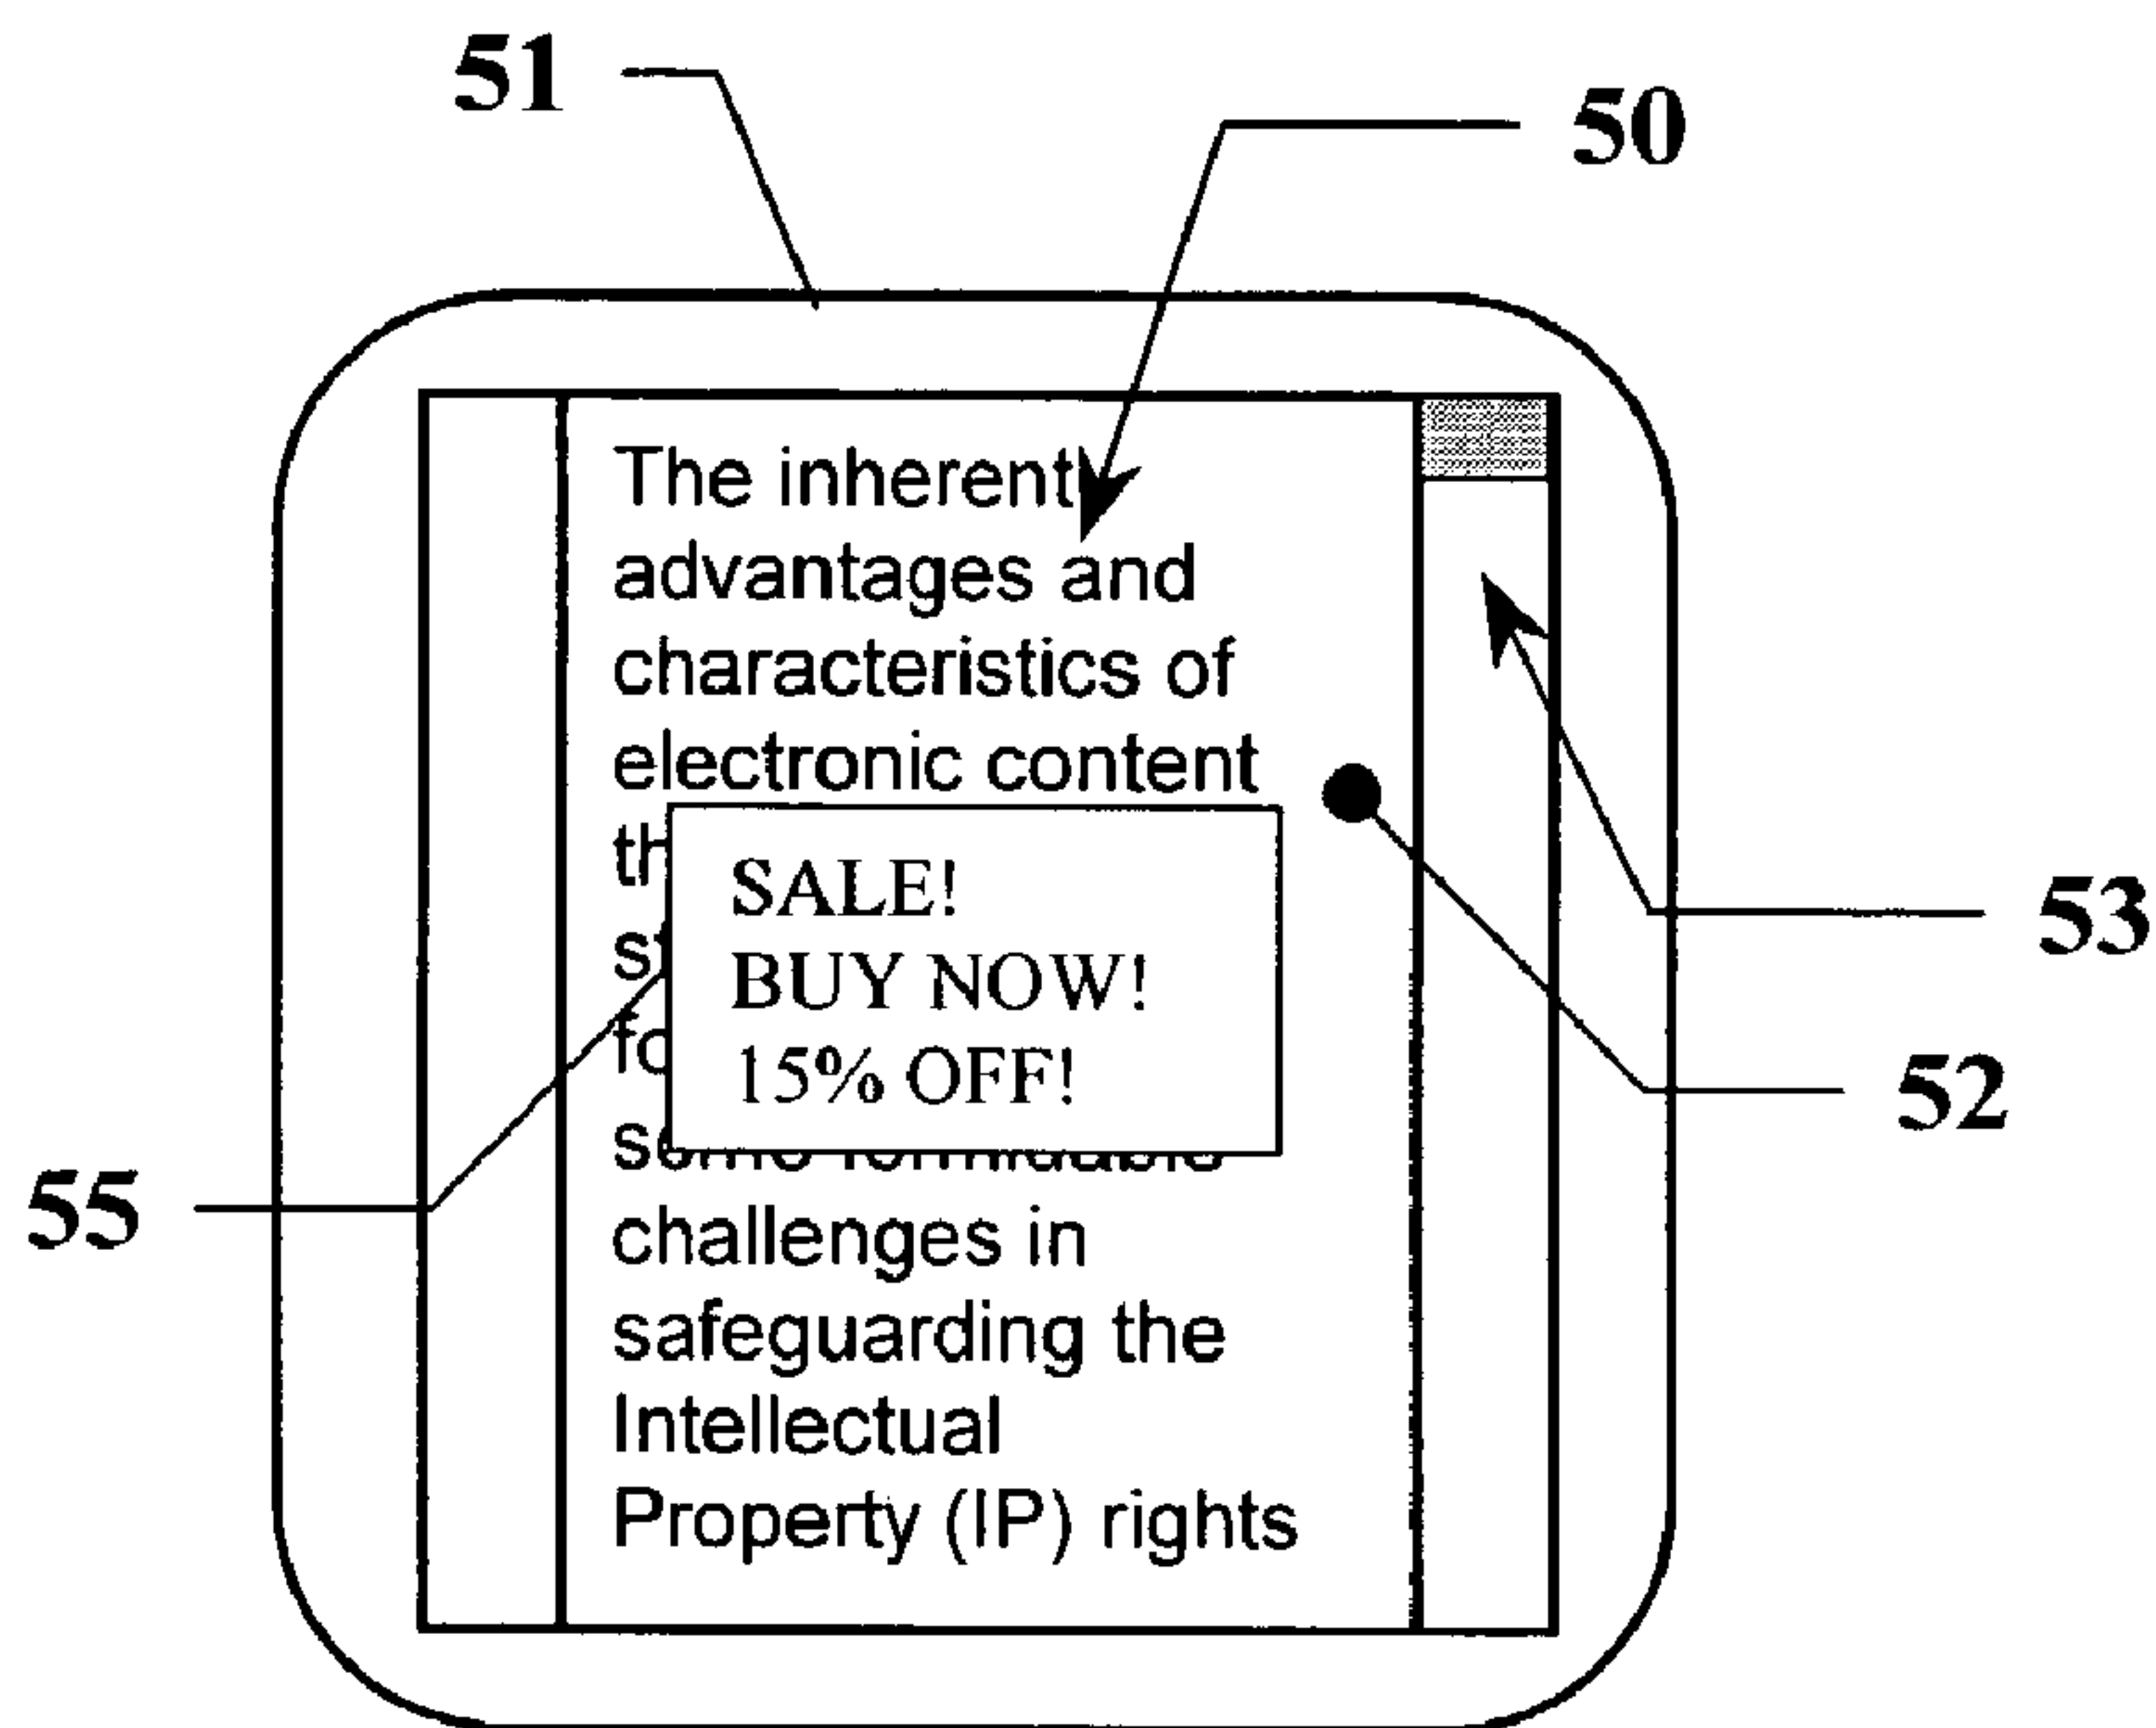 51
50
The inherent
advantages and
characteristics of
electronic content
SALE!
BUY NOW!
15% OFF!
53
52
55
challenges in
safeguarding the
Intellectual
Property (IP) rights